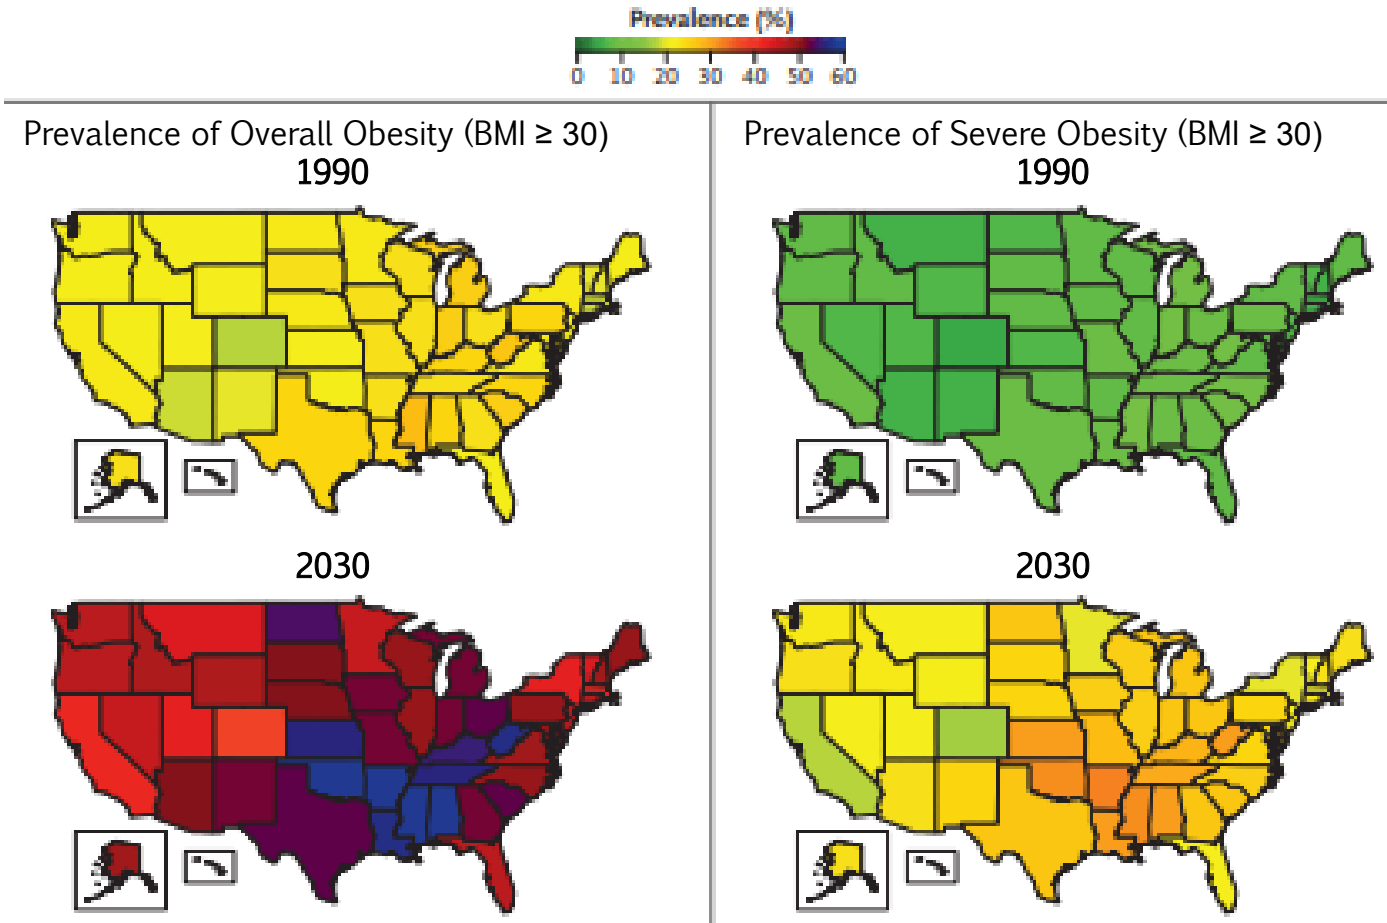 Prevalence (%)
0 10 20 30 40 50 60
Prevalence of Overall Obesity (BMI ≥ 30)
1990
2030
Prevalence of Severe Obesity (BMI ≥ 30)
1990
2030